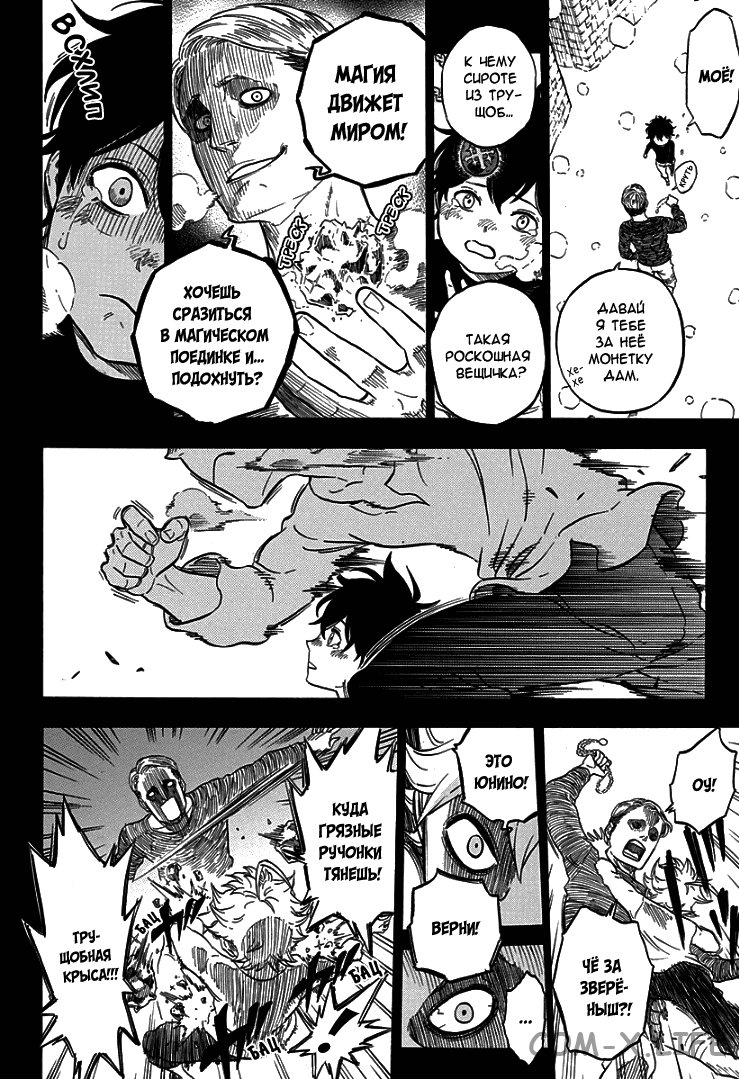 МОЁ!
КРУТЬ
ДАВАЙ
Я ТЕБЕ
ЗА НЕЁ
МОНЕТКУ
ДАМ.
ХЕ-
ХЕ
К ЧЕМУ
СИРОТЕ
ИЗ ТРУ-
ЩОБ...
ТАКАЯ
РОСКОШНАЯ
ВЕЩИЧКА?
МАГИЯ
ДВИЖЕТ
МИРОМ!
ТРЕСК
ТРЕСК
ВСХЛИП
ХОЧЕШЬ
СРАЗИТЬСЯ
В МАГИЧЕСКОМ
ПОЕДИНКЕ И...
ПОДОХНУТЬ?
ОУ!
ЧЁ ЗА
ЗВЕРЁ-
НЫШ?!
ЭТО
ЮНИНО!
ВЕРНИ!
...
КУДА
ГРЯЗНЫЕ
РУЧОНКИ
ТЯНЕШЬ!
БАЦ
БАЦ
БАЦ
!
ТРУ-
ЩОБНАЯ
КРЫСА!!!
COM-X.LIFE